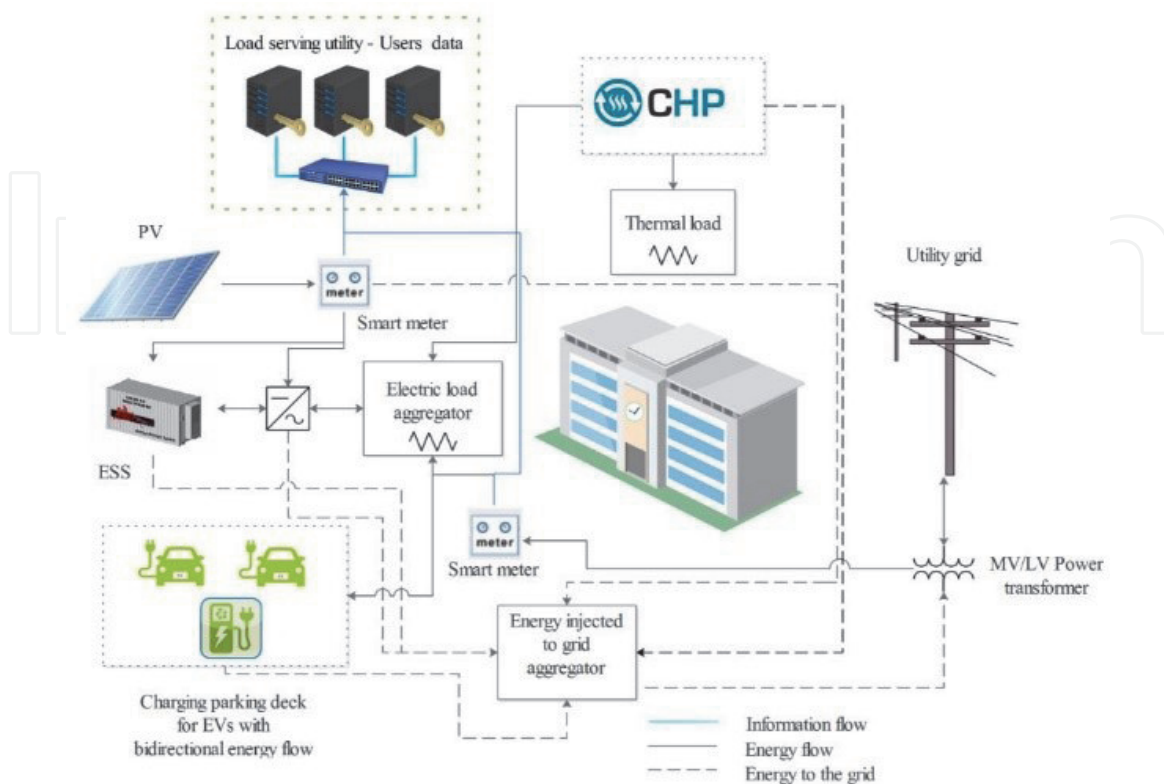 Load serving utility - Users data
CHP
Thermal load
PV
Utility grid
meter
Smart meter
Electric load
aggregator
ESS
meter
Smart meter
MV/LV Power
transformer
Energy injected
to grid
aggregator
Charging parking deck
for EVs with
bidirectional energy flow
Information flow
Energy flow
Energy to the grid